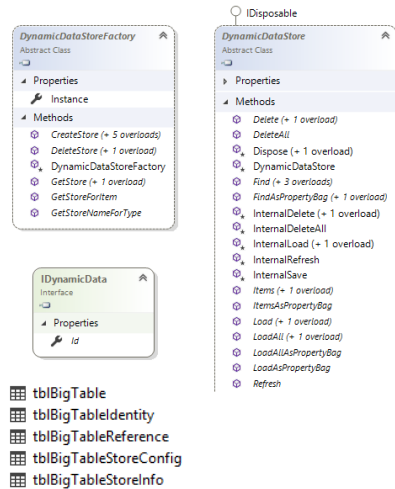 DynamicDataStoreFactory
Abstract Class
Properties
Instance
Methods
CreateStore (+ 5 overloads)
DeleteStore (+ 1 overload)
DynamicDataStoreFactory
GetStore (+ 1 overload)
GetStoreForItem
GetStoreNameForType
IDynamicData
Interface
Properties
Id
IDisposable
DynamicDataStore
Abstract Class
Properties
Methods
Delete (+ 1 overload)
DeleteAll
Dispose (+ 1 overload)
DynamicDataStore
Find (+ 3 overloads)
FindAsPropertyBag (+ 1 overload)
InternalDelete (+ 1 overload)
InternalDeleteAll
InternalLoad (+ 1 overload)
InternalRefresh
InternalSave
Items (+ 1 overload)
ItemsAsPropertyBag
Load (+ 1 overload)
LoadAll (+ 1 overload)
LoadAllAsPropertyBag
LoadAsPropertyBag
Refresh
tblBigTable
tblBigTableIdentity
tblBigTableReference
tblBigTableStoreConfig
tblBigTableStoreInfo